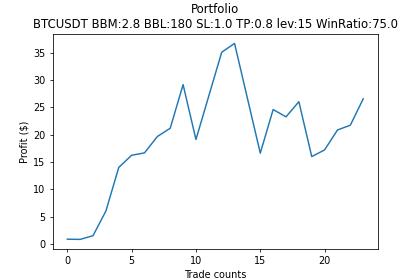 Portfolio
BTCUSDT BBM:2.8 BBL:180 SL:1.0 TP:0.8 lev:15 WinRatio:75.0
Profit ($)
35
30
25
20
15
10
5
0
0 5 10 15 20
Trade counts